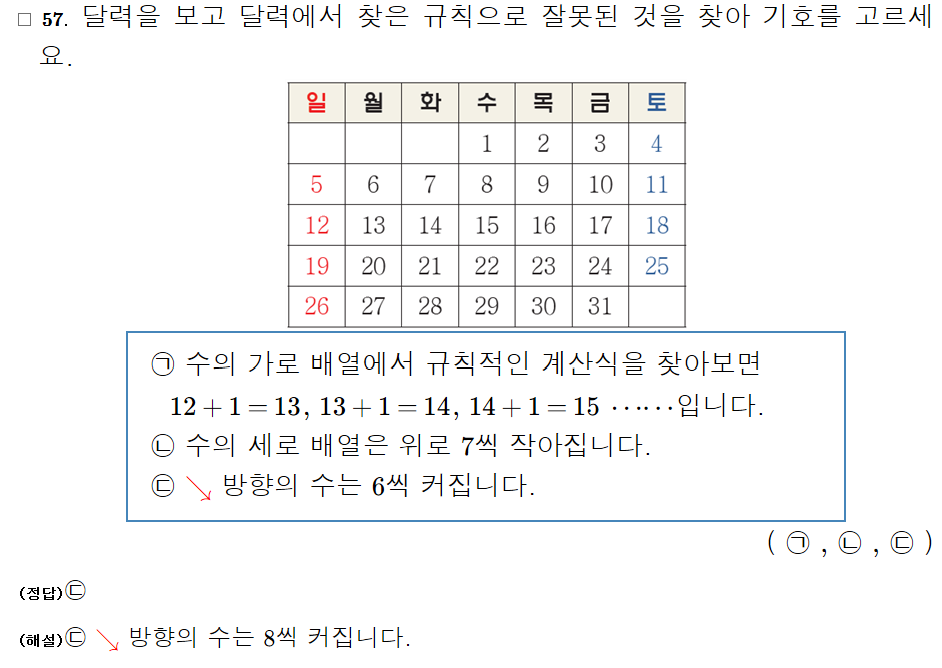 □ 57. 달력을 보고 달력에서 찾은 규칙으로 잘못된 것을 찾아 기호를 고르세
요.
일 월 화 수 목 금 토
1 2 3 4
5 6 7 8 9 10 11
12 13 14 15 16 17 18
19 20 21 22 23 24 25
26 27 28 29 30 31
㉠ 수의 가로 배열에서 규칙적인 계산식을 찾아보면
12+1=13, 13+1=14, 14+1=15 ⋯⋯입니다.
㉡ 수의 세로 배열은 위로 7씩 작아집니다.
㉢ ↘ 방향의 수는 6씩 커집니다.
( ㉠ , ㉡ , ㉢ )
(정답)㉢
(해설)㉢ ↘ 방향의 수는 8씩 커집니다.